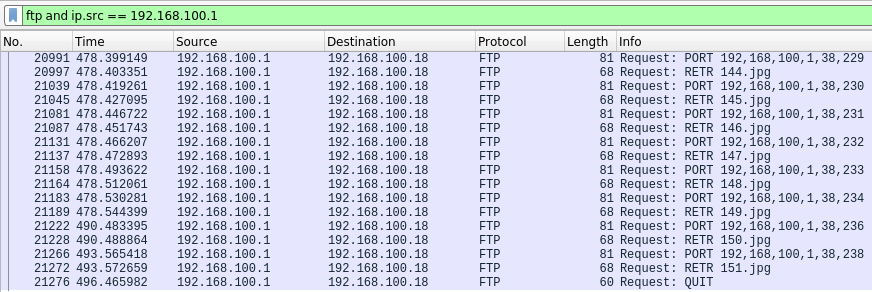 ftp and ip.src == 192.168.100.1
No. Time Source Destination Protocol Length Info
20991 478.399149 192.168.100.1 192.168.100.18 FTP 81 Request: PORT 192,168,100,1,38,229
20997 478.403351 192.168.100.1 192.168.100.18 FTP 68 Request: RETR 144.jpg
21039 478.419261 192.168.100.1 192.168.100.18 FTP 81 Request: PORT 192,168,100,1,38,230
21045 478.427095 192.168.100.1 192.168.100.18 FTP 68 Request: RETR 145.jpg
21081 478.446722 192.168.100.1 192.168.100.18 FTP 81 Request: PORT 192,168,100,1,38,231
21087 478.451743 192.168.100.1 192.168.100.18 FTP 68 Request: RETR 146.jpg
21131 478.466207 192.168.100.1 192.168.100.18 FTP 81 Request: PORT 192,168,100,1,38,232
21137 478.472893 192.168.100.1 192.168.100.18 FTP 68 Request: RETR 147.jpg
21158 478.493622 192.168.100.1 192.168.100.18 FTP 81 Request: PORT 192,168,100,1,38,233
21164 478.512061 192.168.100.1 192.168.100.18 FTP 68 Request: RETR 148.jpg
21183 478.530281 192.168.100.1 192.168.100.18 FTP 81 Request: PORT 192,168,100,1,38,234
21189 478.544399 192.168.100.1 192.168.100.18 FTP 68 Request: RETR 149.jpg
21222 490.483395 192.168.100.1 192.168.100.18 FTP 81 Request: PORT 192,168,100,1,38,236
21228 490.488864 192.168.100.1 192.168.100.18 FTP 68 Request: RETR 150.jpg
21266 493.565418 192.168.100.1 192.168.100.18 FTP 81 Request: PORT 192,168,100,1,38,238
21272 493.572659 192.168.100.1 192.168.100.18 FTP 68 Request: RETR 151.jpg
21276 496.465982 192.168.100.1 192.168.100.18 FTP 60 Request: QUIT